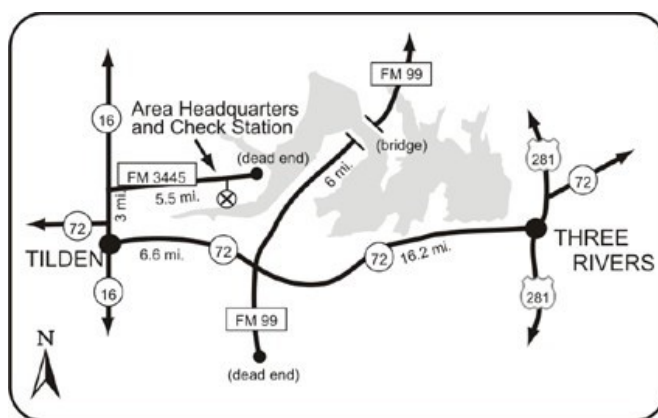 FM 99
16
Area Headquarters
and Check Station
(dead end)
(bridge)
281
72
FM 3445
5.5 mi.
3 mi.
6 mi.
72
TILDEN
6.6 mi.
72
72
16.2 mi.
THREE
RIVERS
16
281
FM 99
N
(dead end)